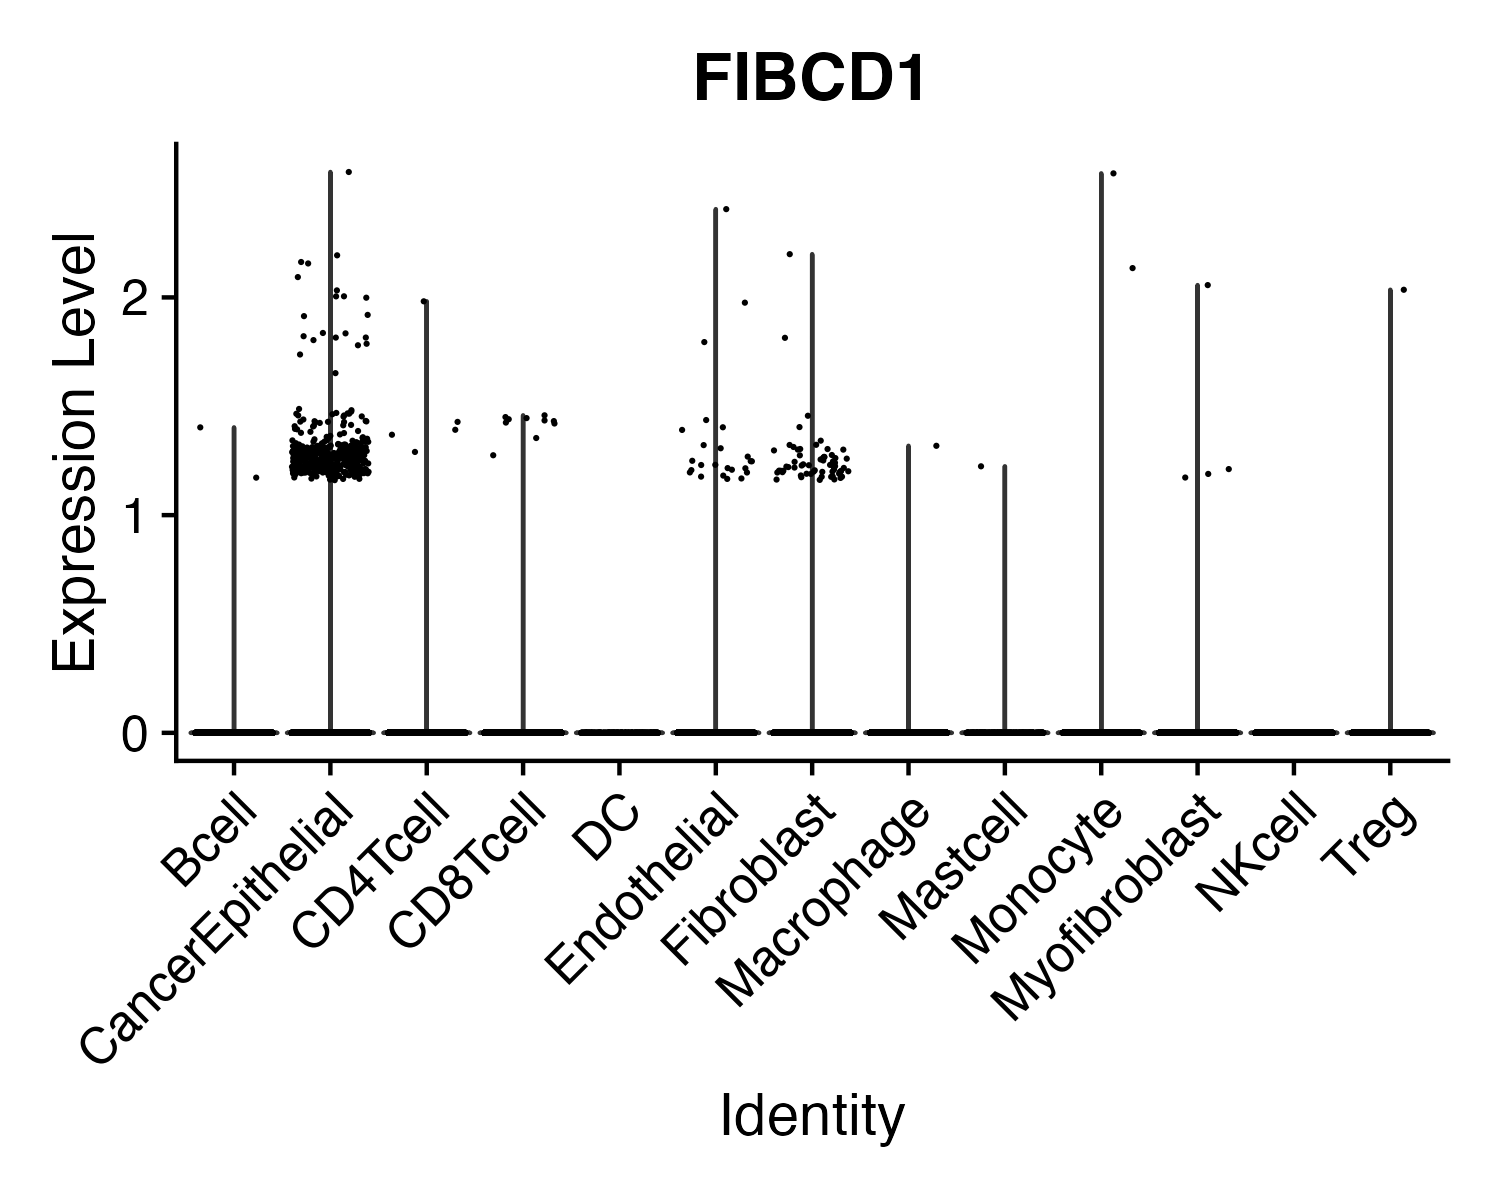 FIBCD1
Expression Level
2
1
0
Bcell
CancerEpithelial
CD4Tcell
CD8Tcell
DC
Endothelial
Fibroblast
Macrophage
Mastcell
Monocyte
Myofibroblast
NKcell
Treg
Identity